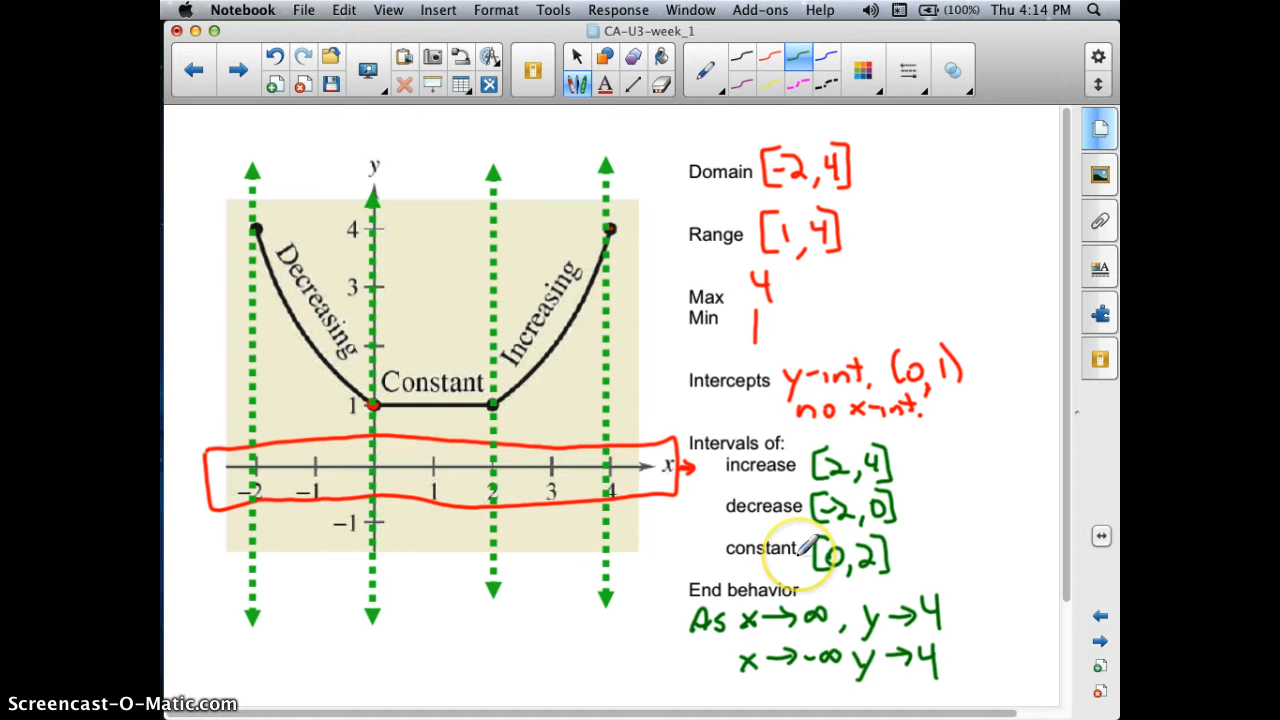 Notebook File Edit View Insert Format Tools Response Window Add-ons Help (100%) Thu 4:14 PM
CA-U3-week_1
y
4
3
1
-1
-2 -1 1 2 3 4 x
Decreasing
Constant
Increasing
Domain [-2, 4]
Range [1, 4]
Max 4
Min 1
Intercepts y-int. (0, 1)
no x-int.
Intervals of:
increase [2, 4]
decrease [-2, 0]
constant [0, 2]
End behavior
As x→∞, y→4
x→-∞ y→4
Screencast-O-Matic.com